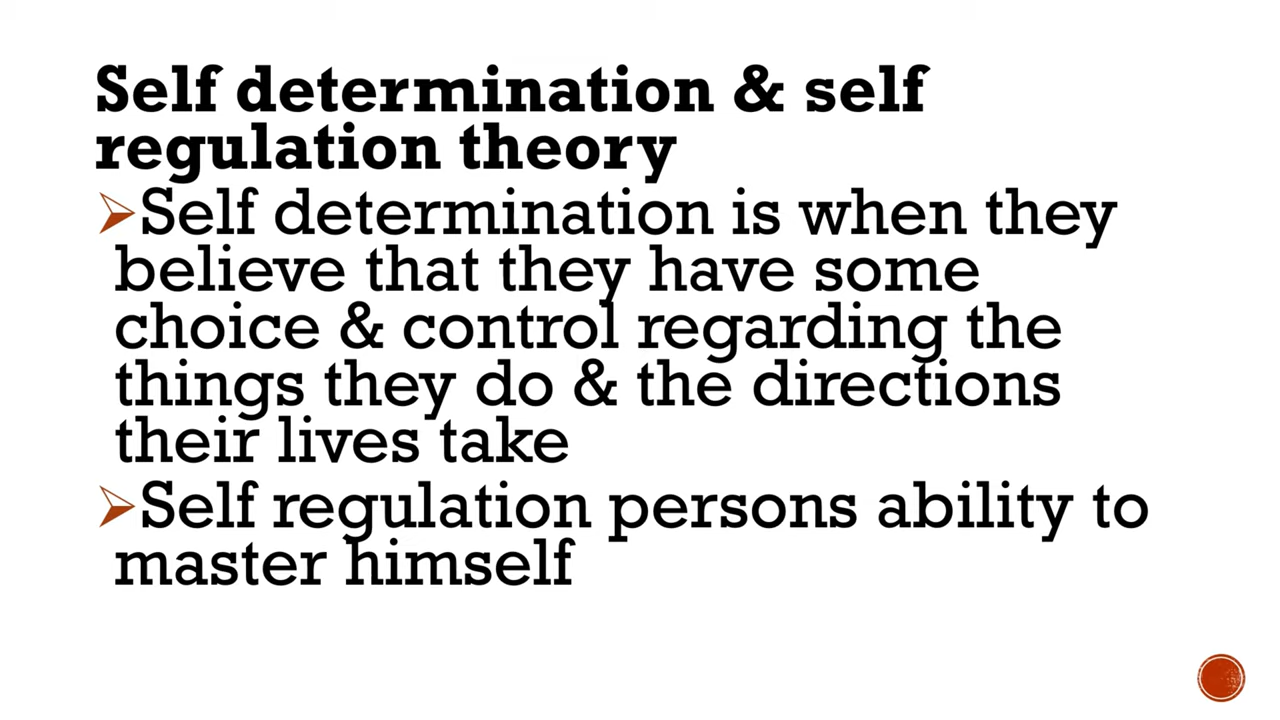 Self determination & self
regulation theory
➢Self determination is when they
believe that they have some
choice & control regarding the
things they do & the directions
their lives take
➢Self regulation persons ability to
master himself